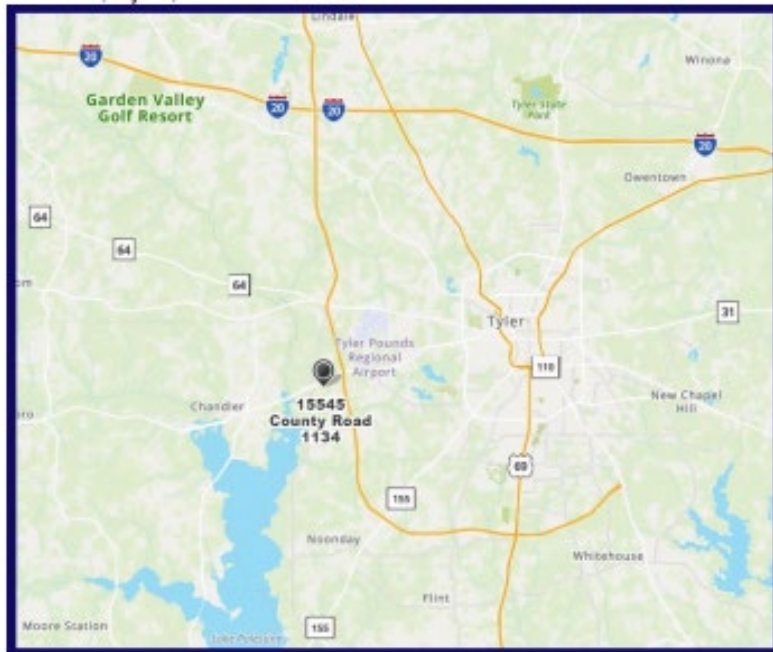 Lindale
20
Winona
Garden Valley
Golf Resort
20
20
Tyler State
Park
20
Owentown
64
64
64
om
31
Tyler
Tyler Pounds
Regional
Airport
110
15545
County Road
1134
Chandler
New Chapel
Hill
ro
69
155
Noonday
Whitehouse
Flint
Moore Station
155
Lake Palestine